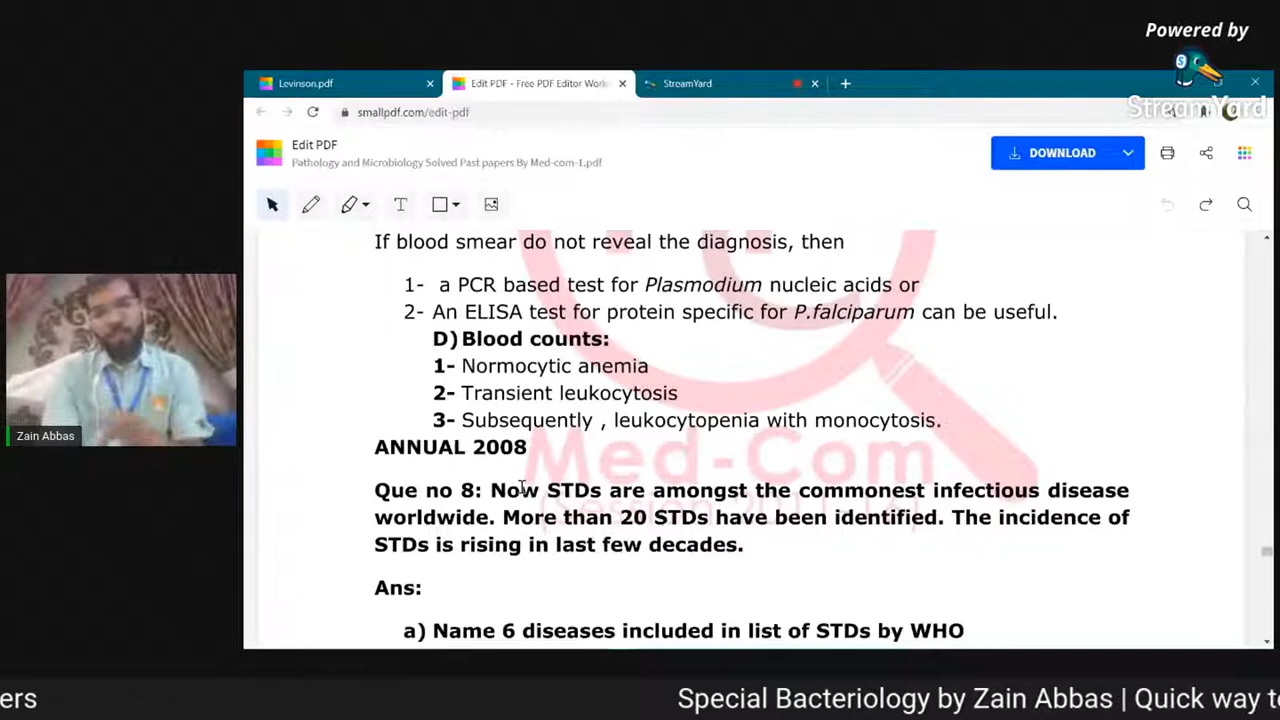 Powered by
StreamYard
Levinson.pdf
Edit PDF - Free PDF Editor Work
StreamYard
smallpdf.com/edit-pdf
Edit PDF
Pathology and Microbiology Solved Past papers By Med-com-1.pdf
DOWNLOAD
T
If blood smear do not reveal the diagnosis, then
1- a PCR based test for Plasmodium nucleic acids or
2- An ELISA test for protein specific for P.falciparum can be useful.
D) Blood counts:
1- Normocytic anemia
2- Transient leukocytosis
3- Subsequently , leukocytopenia with monocytosis.
Med-Com
ANNUAL 2008
Que no 8: Now STDs are amongst the commonest infectious disease
worldwide. More than 20 STDs have been identified. The incidence of
STDs is rising in last few decades.
Ans:
a) Name 6 diseases included in list of STDs by WHO
Zain Abbas
ers
Special Bacteriology by Zain Abbas | Quick way t